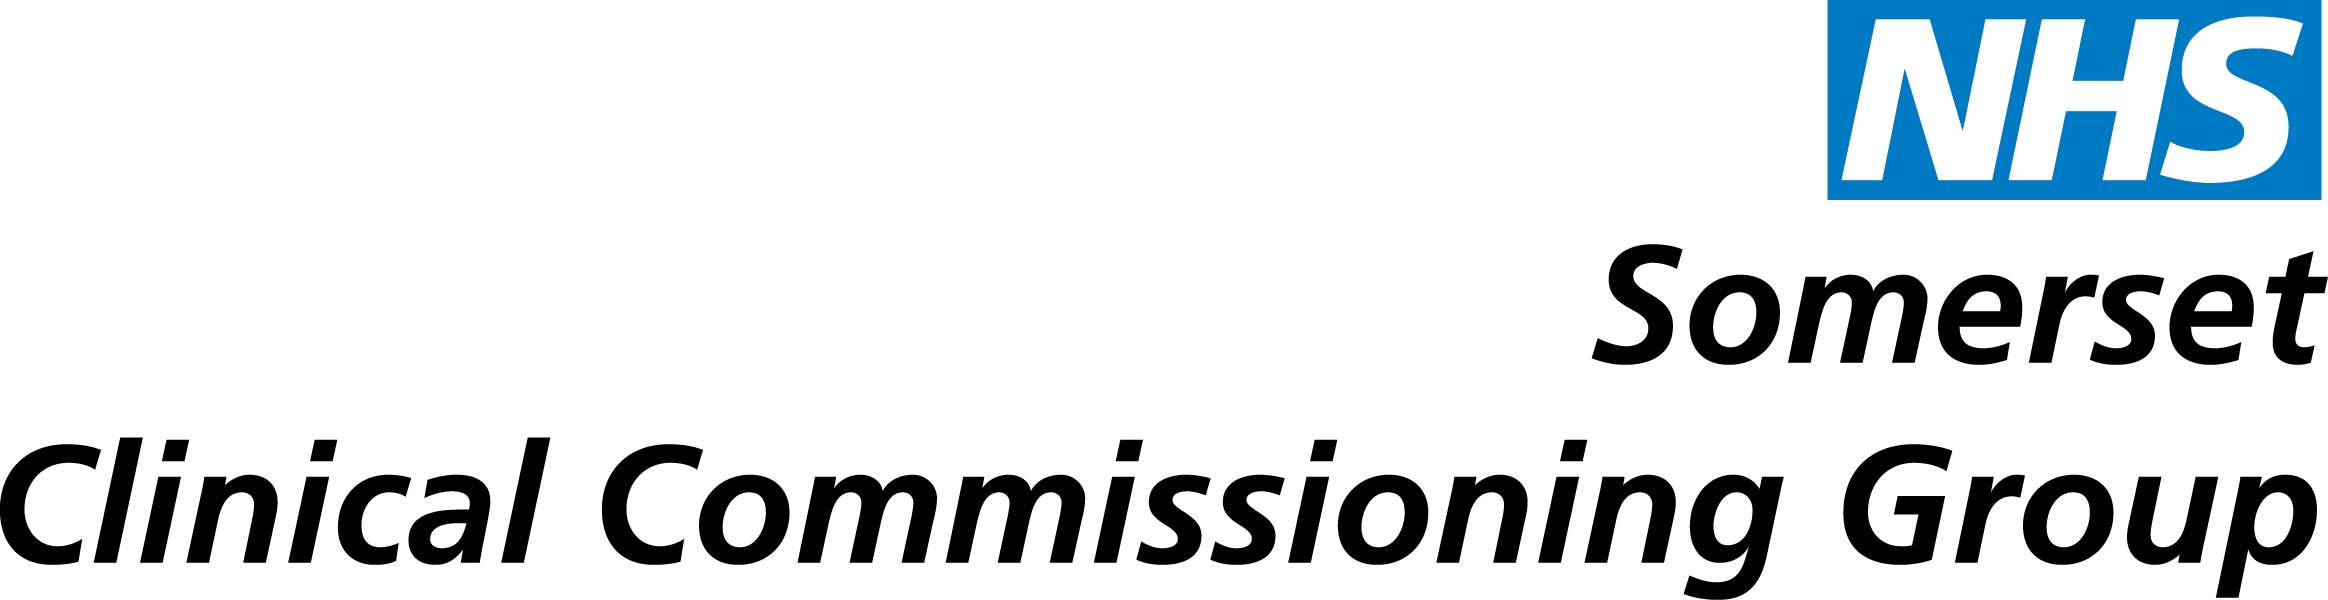 NHS
Somerset
Clinical Commissioning Group